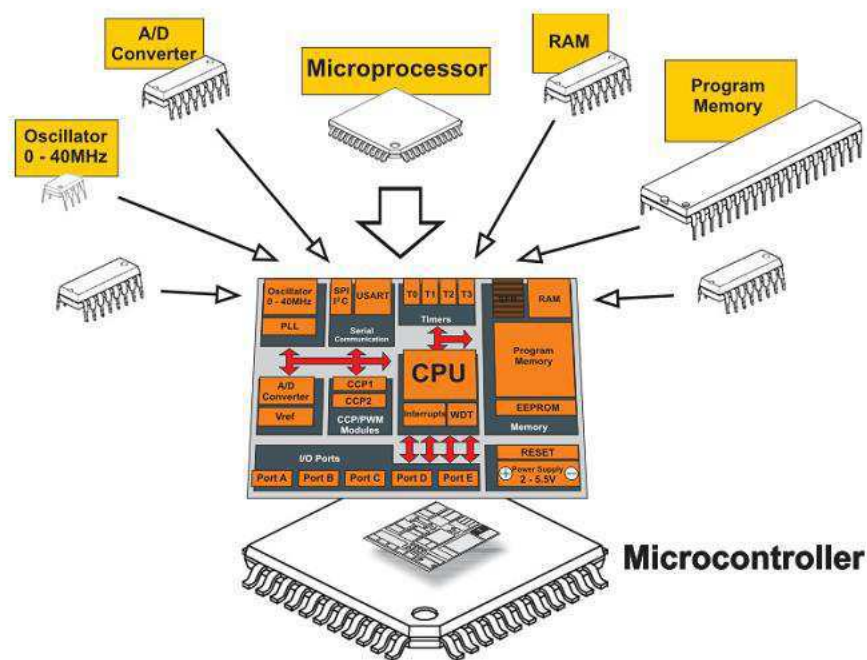 A/D
Converter
Microprocessor
RAM
Program
Memory
Oscillator
0 - 40MHz
Oscillator
0 - 40MHz
PLL
SPI
I²C
USART
Serial
Communication
T0
T1
T2
T3
Timers
SFR
RAM
Program
Memory
EEPROM
Memory
A/D
Converter
Vref
CCP1
CCP2
CCP/PWM
Modules
CPU
Interrupts
WDT
I/O Ports
Port A
Port B
Port C
Port D
Port E
RESET
+ Power Supply −
2 - 5.5V
Microcontroller